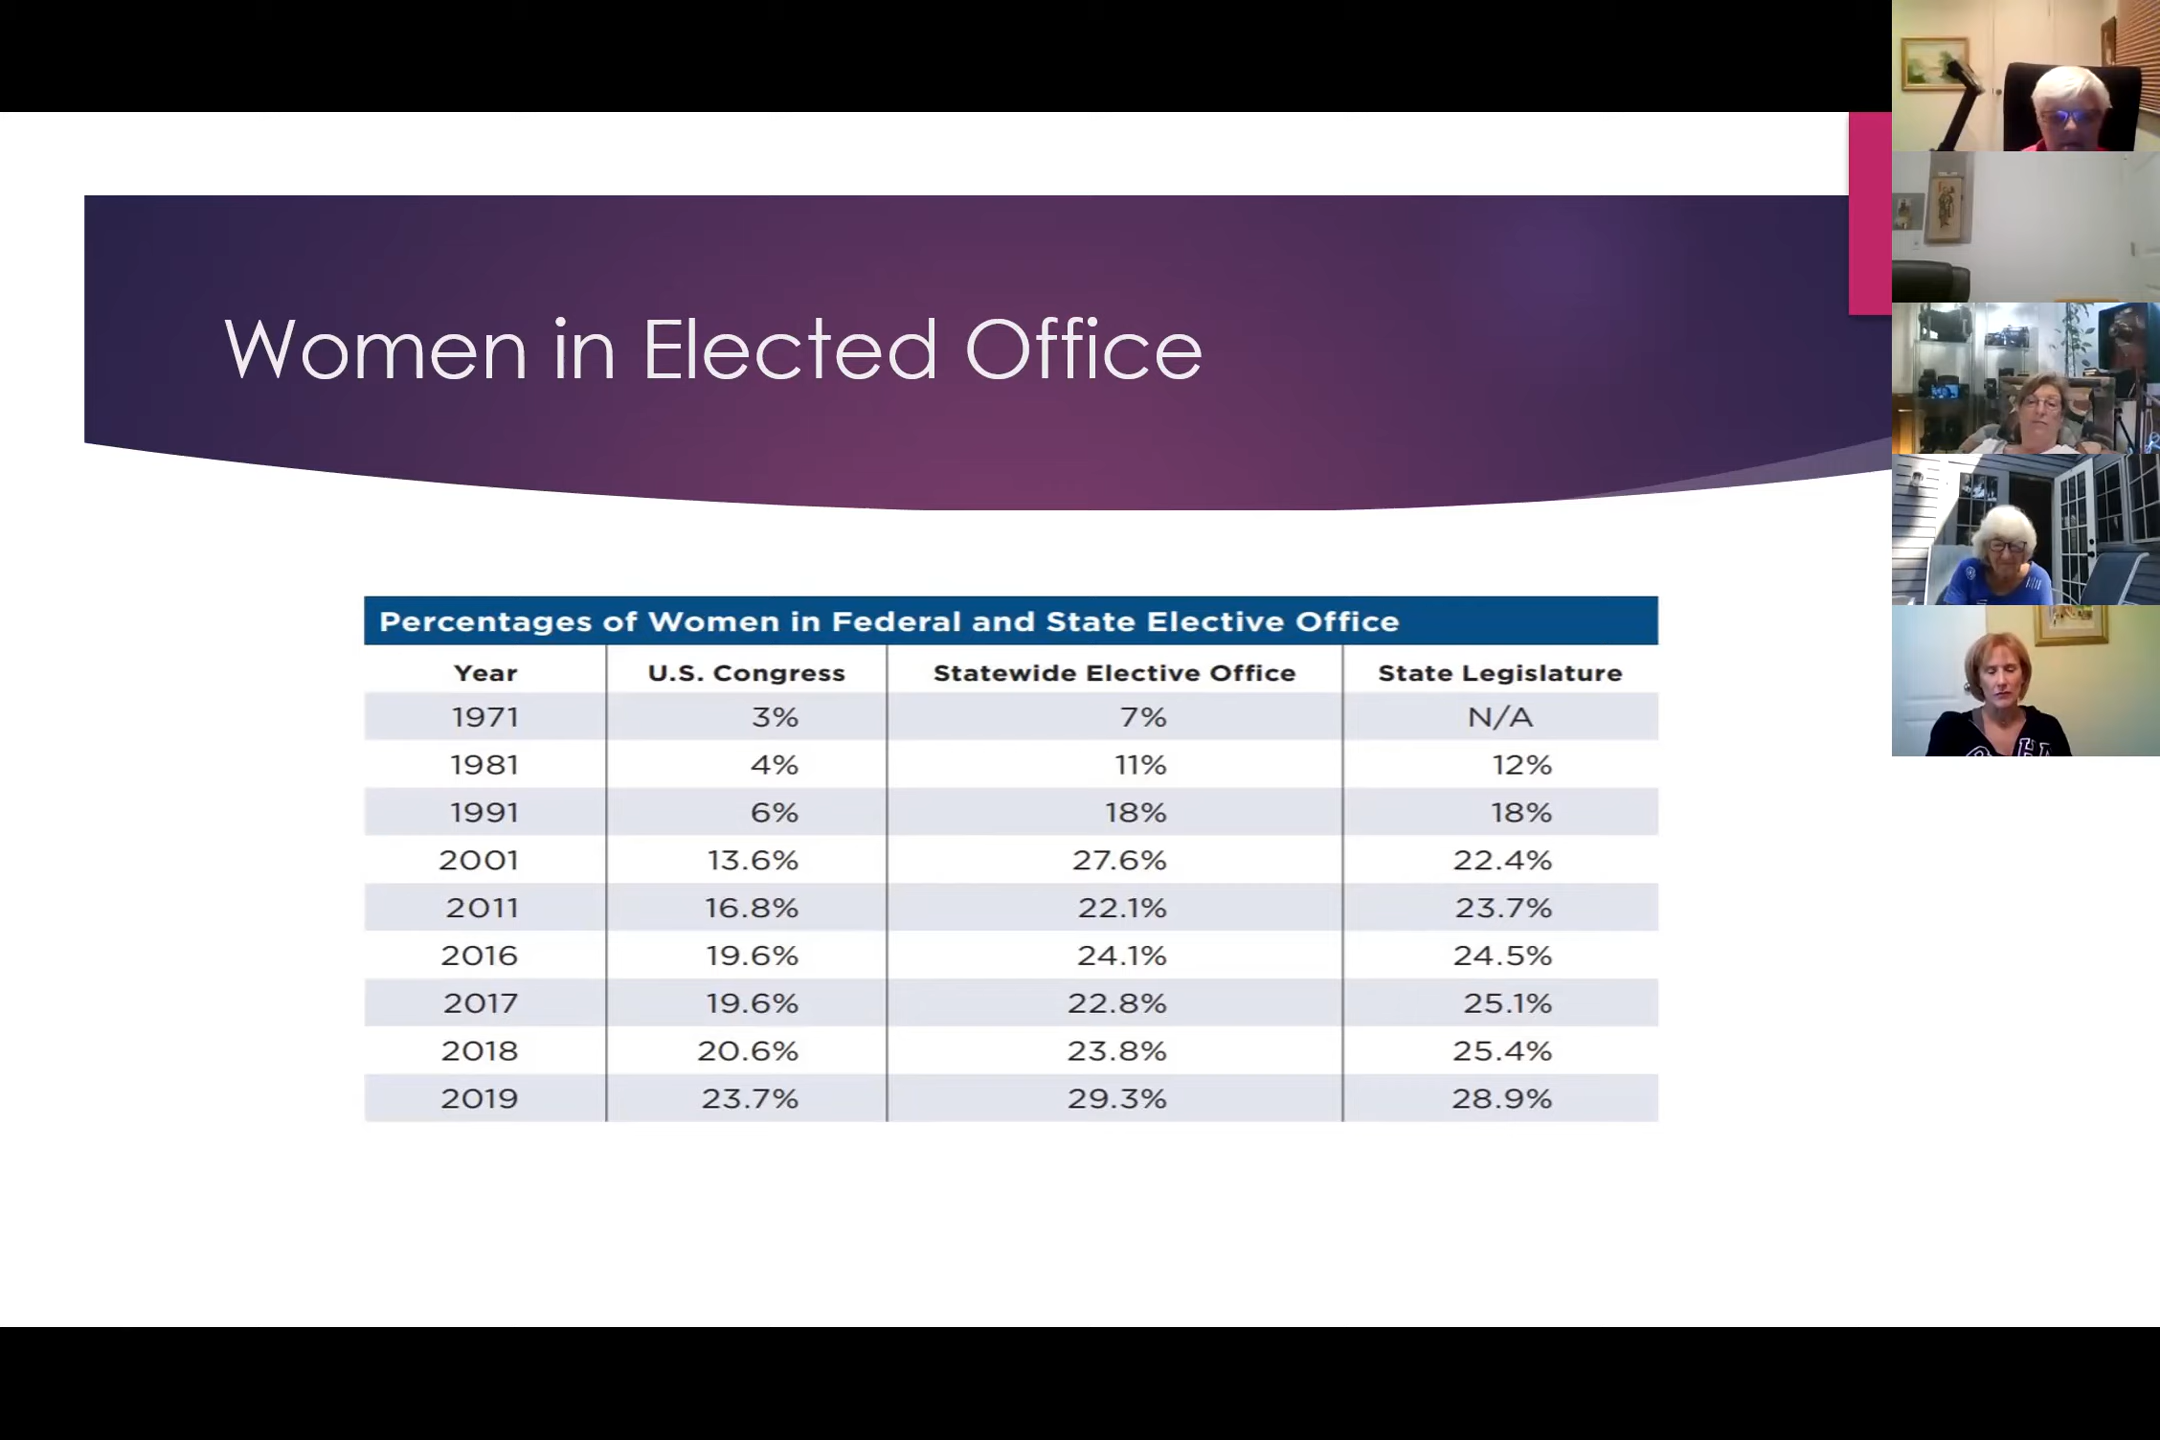 Women in Elected Office
Percentages of Women in Federal and State Elective Office
Year U.S. Congress Statewide Elective Office State Legislature
1971 3% 7% N/A
1981 4% 11% 12%
1991 6% 18% 18%
2001 13.6% 27.6% 22.4%
2011 16.8% 22.1% 23.7%
2016 19.6% 24.1% 24.5%
2017 19.6% 22.8% 25.1%
2018 20.6% 23.8% 25.4%
2019 23.7% 29.3% 28.9%